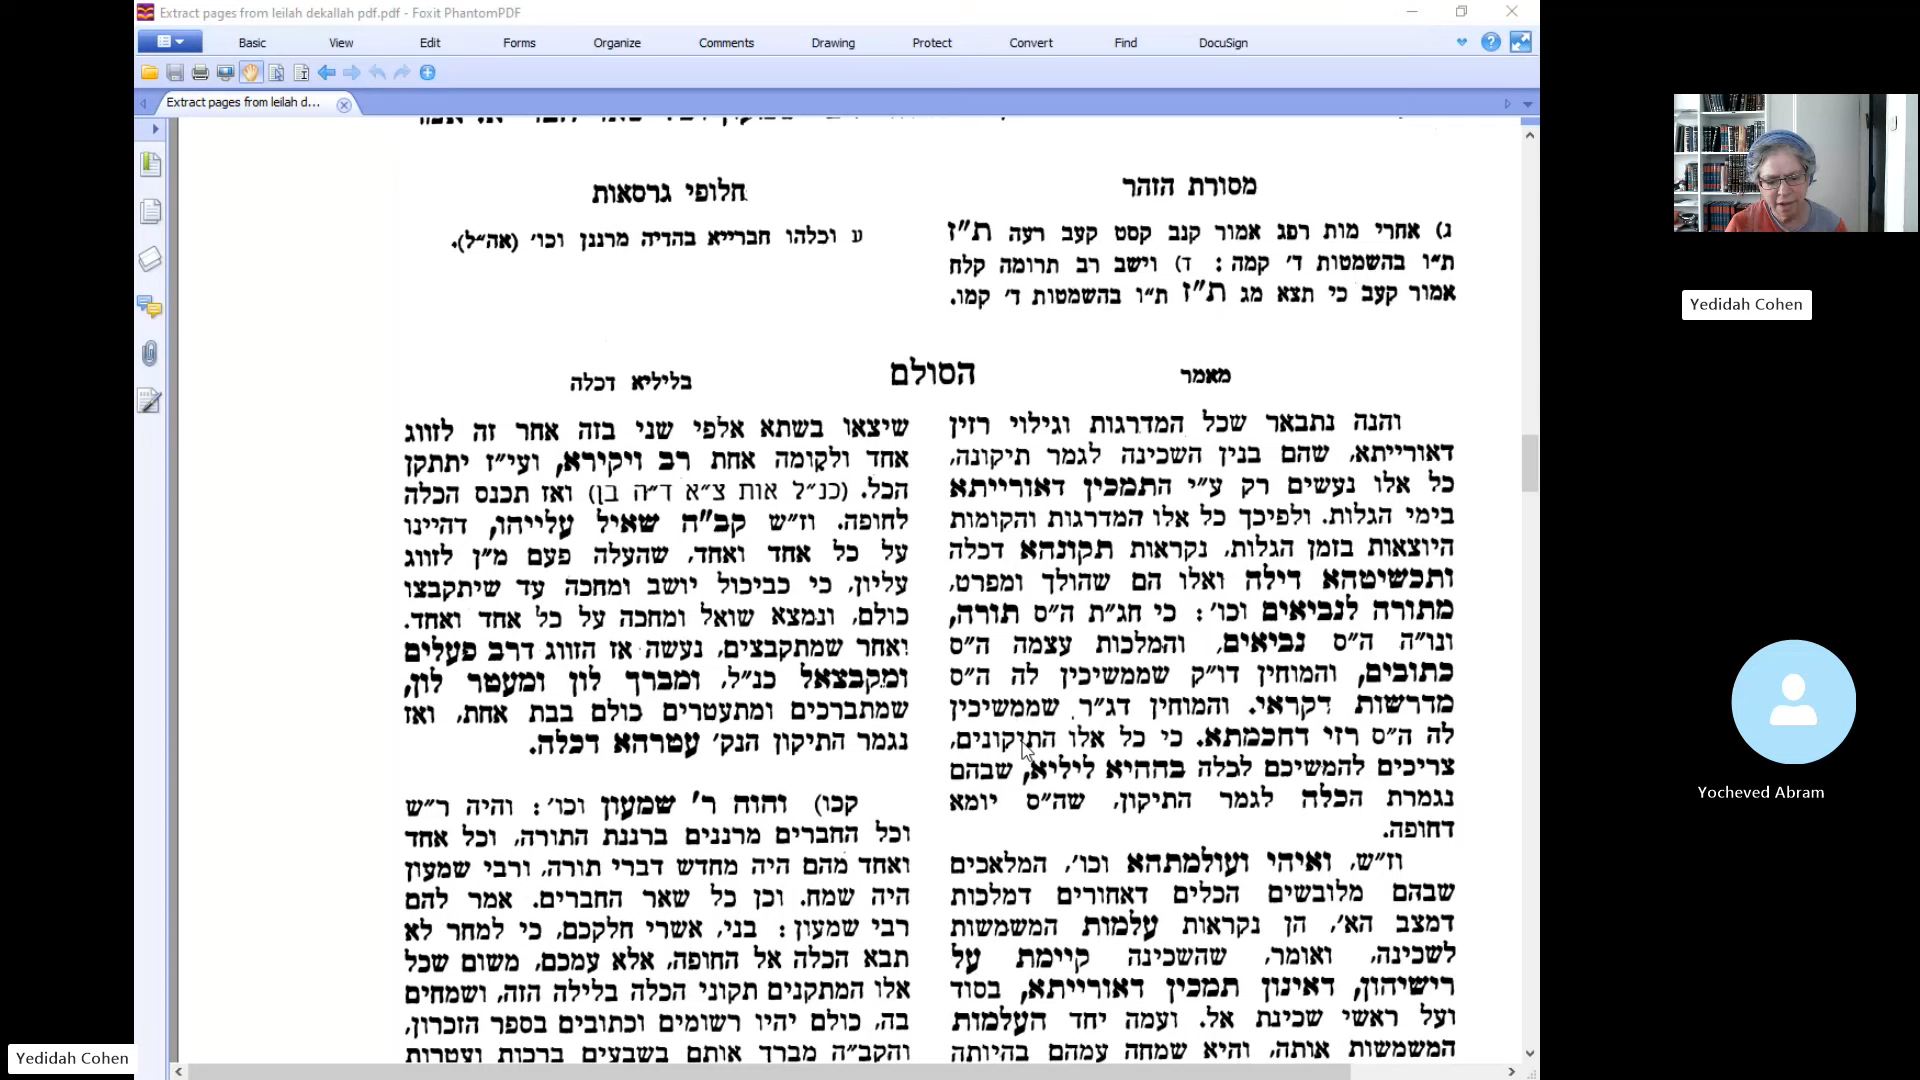 Extract pages from leilah dekallah pdf.pdf - Foxit PhantomPDF
Basic View Edit Forms Organize Comments Drawing Protect Convert Find DocuSign
Extract pages from leilah d...
מסורת הזהר
ג) אחרי מות רפג אמור קנב קסט קעב רעה ת״ז
ת״ו בהשמטות ד׳ קמה: ד) וישב רב תרומה קלח
אמור קעב כי תצא מג ת״ז ת״ו בהשמטות ד׳ קמו.
חלופי גרסאות
ע וכלהו חברייא בהדיה מרננן וכו׳ (אה״ל).
מאמר
הסולם
בליליא דכלה
והנה נתבאר שכל המדרגות וגילוי רזין
דאורייתא, שהם בנין השכינה לגמר תיקונה,
כל אלו נעשים רק ע״י התמכין דאורייתא
בימי הגלות. ולפיכך כל אלו המדרגות והקומות
היוצאות בזמן הגלות, נקראות תקונהא דכלה
ותכשיטהא דילה ואלו הם שהולך ומפרט,
מתורה לנביאים וכו׳: כי חג״ת ה״ס תורה,
ונו״ה ה״ס נביאים, והמלכות עצמה ה״ס
כתובים, והמוחין דו״ק שממשיכין לה ה״ס
מדרשות דקראי. והמוחין דג״ר שממשיכין
לה ה״ס רזי דחכמתא. כי כל אלו התיקונים,
צריכים להמשיכם לכלה בההיא ליליא, שבהם
נגמרת הכלה לגמר התיקון, שה״ס יומא
דחופה.
וז״ש, ואיהי ועולמתהא וכו׳, המלאכים
שבהם מלובשים הכלים דאחורים דמלכות
דמצב הא׳, הן נקראות עלמות המשמשות
לשכינה, ואומר, שהשכינה קיימת על
רישיהון, דאינון תמכין דאורייתא, בסוד
ועל ראשי שכינת אל. ועמה יחד העלמות
המשמשות אותה, והיא שמחה עמהם בהיותה
שיצאו בשתא אלפי שני בזה אחר זה לזווג
אחד ולקומה אחת רב ויקירא, ועי״ז יתתקן
הכל. (כנ״ל אות צ״א ד״ה בן) ואז תכנס הכלה
לחופה. וז״ש קב״ה שאיל עלייהו, דהיינו
על כל אחד ואחד, שהעלה פעם מ״ן לזווג
עליון, כי כביכול יושב ומחכה עד שיתקבצו
כולם, ונמצא שואל ומחכה על כל אחד ואחד.
ואחר שמתקבצים, נעשה אז הזווג דרב פעלים
ומקבצאל כנ״ל, ומברך לון ומעטר לון,
שמתברכים ומתעטרים כולם בבת אחת, ואז
נגמר התיקון הנק׳ עטרהא דכלה.
קכו) והוה ר׳ שמעון וכו׳: והיה ר״ש
וכל החברים מרננים ברננת התורה, וכל אחד
ואחד מהם היה מחדש דברי תורה, ורבי שמעון
היה שמח. וכן כל שאר החברים. אמר להם
רבי שמעון: בני, אשרי חלקכם, כי למחר לא
תבא הכלה אל החופה, אלא עמכם, משום שכל
אלו המתקנים תקוני הכלה בלילה הזה, ושמחים
בה, כולם יהיו רשומים וכתובים בספר הזכרון,
והקב״ה מברך אותם בשבעים ברכות ועטרות
Yedidah Cohen
Yocheved Abram
Yedidah Cohen